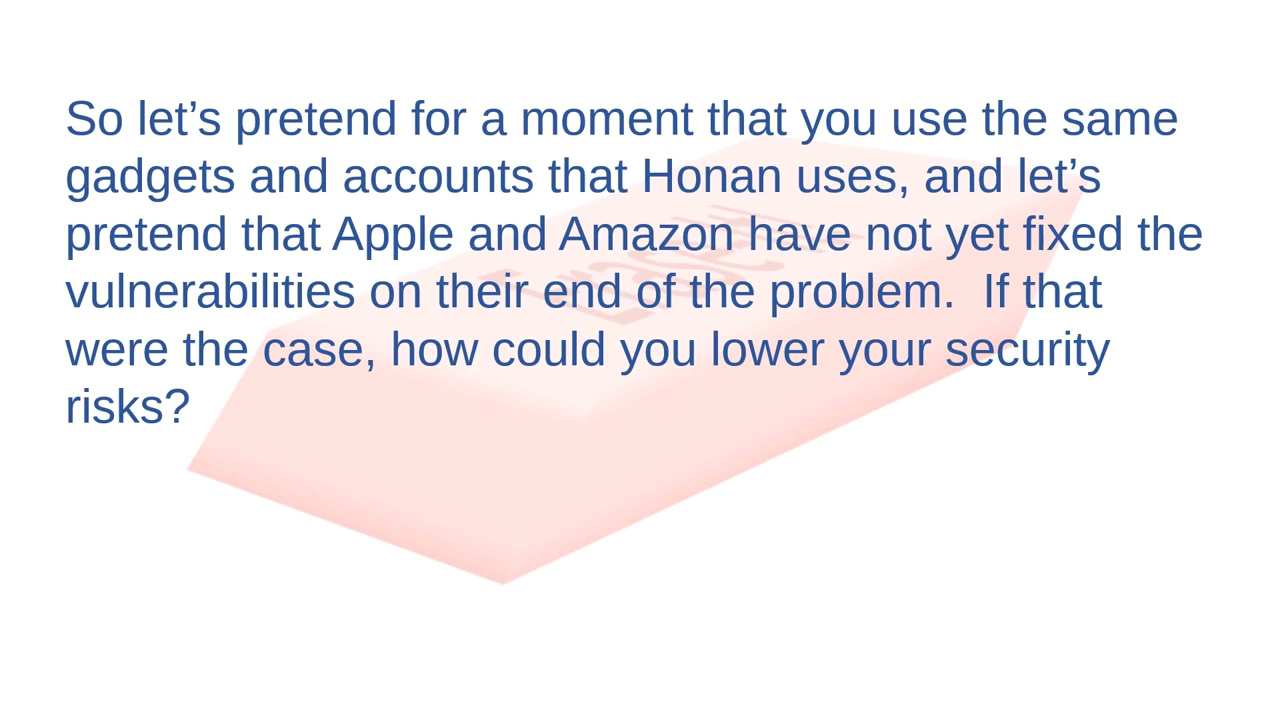 So let’s pretend for a moment that you use the same
gadgets and accounts that Honan uses, and let’s
pretend that Apple and Amazon have not yet fixed the
vulnerabilities on their end of the problem.  If that
were the case, how could you lower your security
risks?